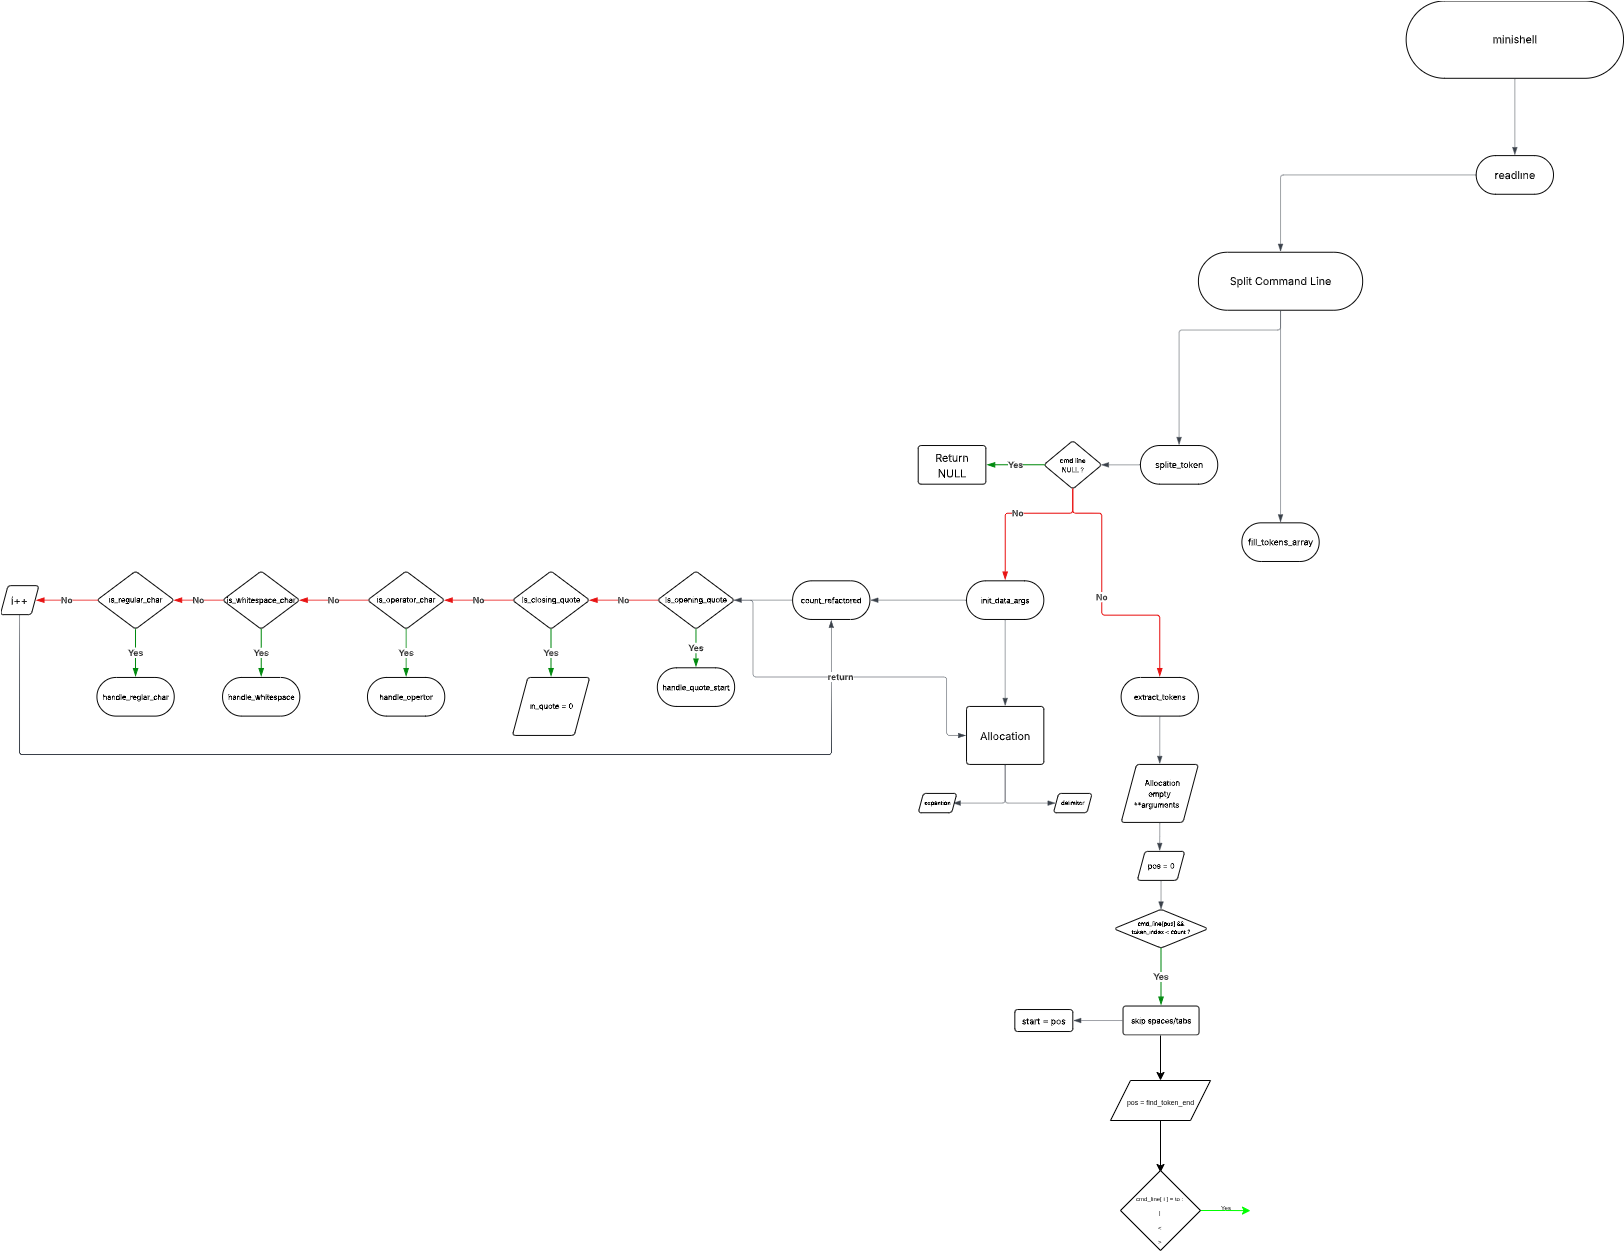 minishell
readline
Split Command Line
Return
NULL
Yes
cmd line
NULL ?
splite_token
No
fill_tokens_array
i++
No
is_regular_char
No
is_whitespace_char
No
is_operator_char
No
is_closing_quote
No
is_opening_quote
count_rsfactored
init_data_args
No
Yes
Yes
Yes
Yes
Yes
handle_reglar_char
handle_whitespace
handle_opertor
in_quote = 0
handle_quote_start
return
extract_tokens
Allocation
expantion
delimiter
Allocation
empty
**arguments
pos = 0
cmd_line[pos] &&
token_index < count ?
Yes
start = pos
skip spaces/tabs
pos = find_token_end
cmd_line[ i ] = to :
|
<
>
Yes